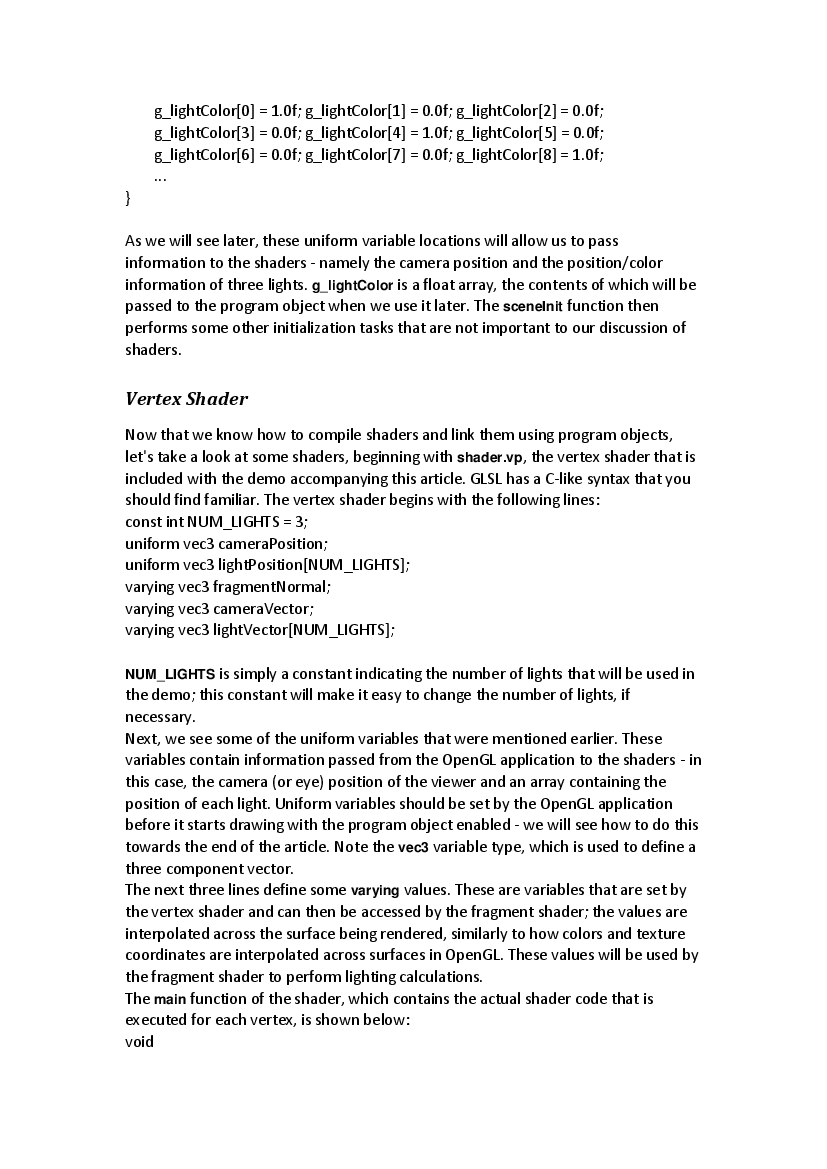 g_lightColor[0] = 1.0f; g_lightColor[1] = 0.0f; g_lightColor[2] = 0.0f;
g_lightColor[3] = 0.0f; g_lightColor[4] = 1.0f; g_lightColor[5] = 0.0f;
g_lightColor[6] = 0.0f; g_lightColor[7] = 0.0f; g_lightColor[8] = 1.0f;
...
}
As we will see later, these uniform variable locations will allow us to pass
information to the shaders - namely the camera position and the position/color
information of three lights. g_lightColor is a float array, the contents of which will be
passed to the program object when we use it later. The sceneInit function then
performs some other initialization tasks that are not important to our discussion of
shaders.
Vertex Shader
Now that we know how to compile shaders and link them using program objects,
let's take a look at some shaders, beginning with shader.vp, the vertex shader that is
included with the demo accompanying this article. GLSL has a C-like syntax that you
should find familiar. The vertex shader begins with the following lines:
const int NUM_LIGHTS = 3;
uniform vec3 cameraPosition;
uniform vec3 lightPosition[NUM_LIGHTS];
varying vec3 fragmentNormal;
varying vec3 cameraVector;
varying vec3 lightVector[NUM_LIGHTS];
NUM_LIGHTS is simply a constant indicating the number of lights that will be used in
the demo; this constant will make it easy to change the number of lights, if
necessary.
Next, we see some of the uniform variables that were mentioned earlier. These
variables contain information passed from the OpenGL application to the shaders - in
this case, the camera (or eye) position of the viewer and an array containing the
position of each light. Uniform variables should be set by the OpenGL application
before it starts drawing with the program object enabled - we will see how to do this
towards the end of the article. Note the vec3 variable type, which is used to define a
three component vector.
The next three lines define some varying values. These are variables that are set by
the vertex shader and can then be accessed by the fragment shader; the values are
interpolated across the surface being rendered, similarly to how colors and texture
coordinates are interpolated across surfaces in OpenGL. These values will be used by
the fragment shader to perform lighting calculations.
The main function of the shader, which contains the actual shader code that is
executed for each vertex, is shown below:
void